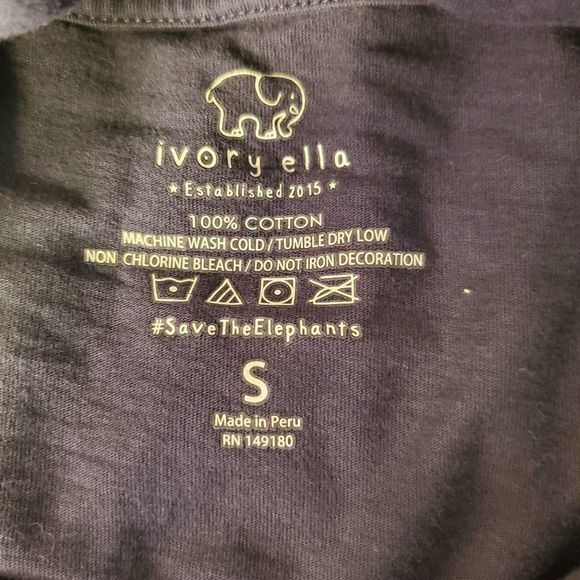 ivory ella
* Established 2015 *
100% COTTON
MACHINE WASH COLD / TUMBLE DRY LOW
NON CHLORINE BLEACH / DO NOT IRON DECORATION
#SaveTheElephants
S
Made in Peru
RN 149180